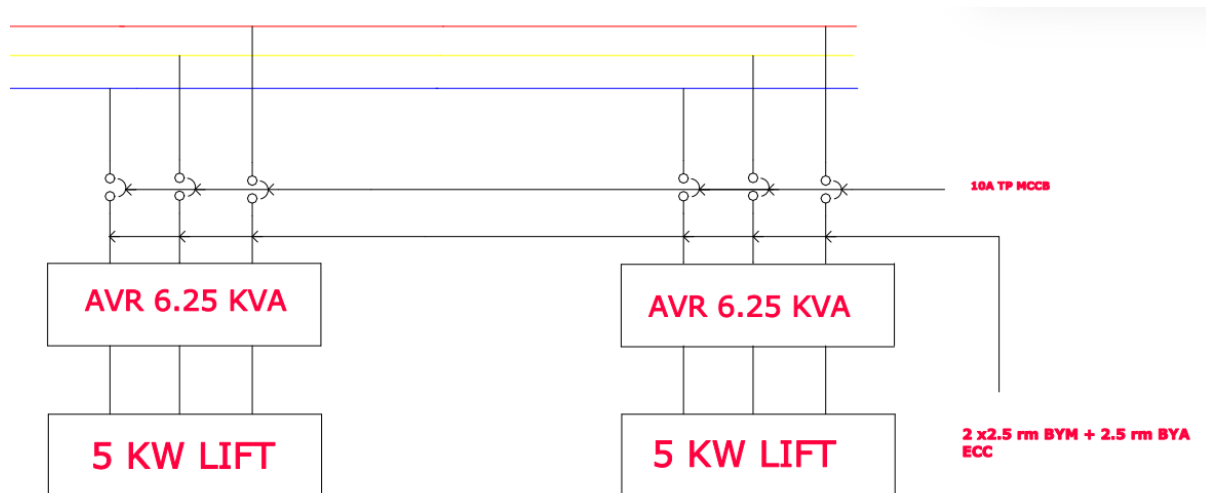 10A TP MCCB
AVR 6.25 KVA
AVR 6.25 KVA
5 KW LIFT
5 KW LIFT
2 x2.5 rm BYM + 2.5 rm BYA
ECC